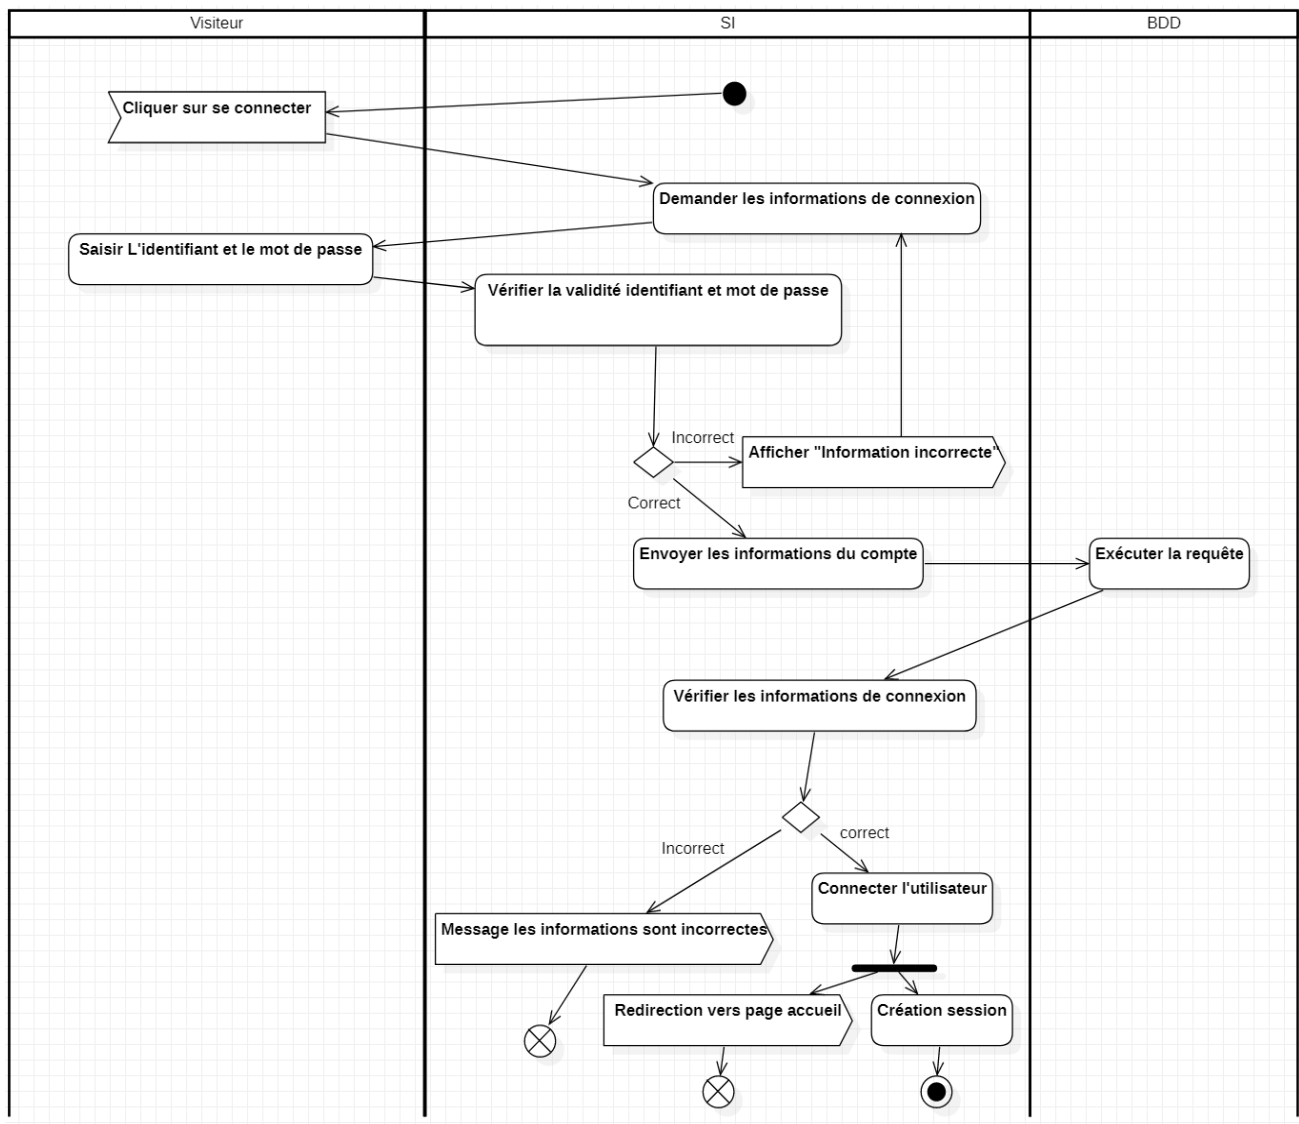 Visiteur
SI
BDD
Cliquer sur se connecter
Demander les informations de connexion
Saisir L'identifiant et le mot de passe
Vérifier la validité identifiant et mot de passe
Incorrect
Afficher "Information incorrecte"
Correct
Envoyer les informations du compte
Exécuter la requête
Vérifier les informations de connexion
correct
Incorrect
Connecter l'utilisateur
Message les informations sont incorrectes
Redirection vers page accueil
Création session